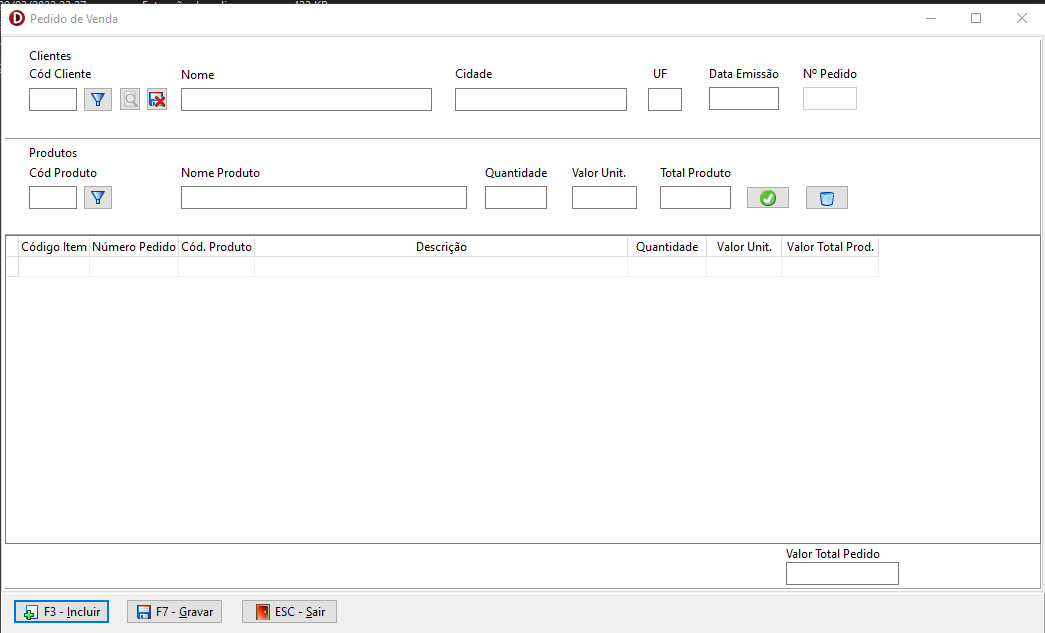 Pedido de Venda
Clientes
Cód Cliente Nome Cidade UF Data Emissão Nº Pedido
Produtos
Cód Produto Nome Produto Quantidade Valor Unit. Total Produto
Código Item Número Pedido Cód. Produto Descrição Quantidade Valor Unit. Valor Total Prod.
Valor Total Pedido
F3 - Incluir F7 - Gravar ESC - Sair